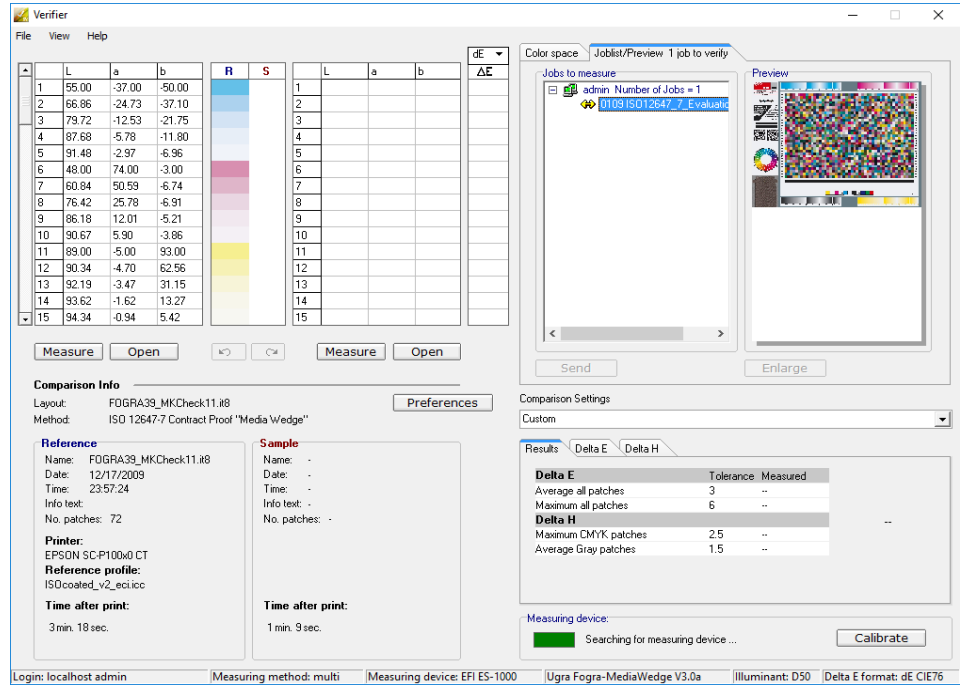 Verifier
File View Help
dE
L a b R S L a b ΔE
1 55.00 -37.00 -50.00 1
2 66.86 -24.73 -37.10 2
3 79.72 -12.53 -21.75 3
4 87.68 -5.78 -11.80 4
5 91.48 -2.97 -6.96 5
6 48.00 74.00 -3.00 6
7 60.84 50.59 -6.74 7
8 76.42 25.78 -6.91 8
9 86.18 12.01 -5.21 9
10 90.67 5.90 -3.86 10
11 89.00 -5.00 93.00 11
12 90.34 -4.70 62.56 12
13 92.19 -3.47 31.15 13
14 93.62 -1.62 13.27 14
15 94.34 -0.94 5.42 15
Measure Open Measure Open
Comparison Info
Layout: FOGRA39_MKCheck11.it8
Preferences
Method: ISO 12647-7 Contract Proof "Media Wedge"
Reference
Name: FOGRA39_MKCheck11.it8
Date: 12/17/2009
Time: 23:57:24
Info text:
No. patches: 72
Printer:
EPSON SC-P100x0 CT
Reference profile:
ISOcoated_v2_eci.icc
Time after print:
3 min. 18 sec.
Sample
Name: -
Date: -
Time: -
Info text: -
No. patches: -
Time after print:
1 min. 9 sec.
Color space Joblist/Preview 1 job to verify
Jobs to measure
admin Number of Jobs = 1
0109 ISO12647_7_Evaluatio
Preview
Send Enlarge
Comparison Settings
Custom
Results Delta E Delta H
Delta E Tolerance Measured
Average all patches 3 --
Maximum all patches 6 --
Delta H --
Maximum CMYK patches 2.5 --
Average Gray patches 1.5 --
Measuring device:
Searching for measuring device ... Calibrate
Login: localhost admin Measuring method: multi Measuring device: EFI ES-1000 Ugra Fogra-MediaWedge V3.0a Illuminant: D50 Delta E format: dE CIE76